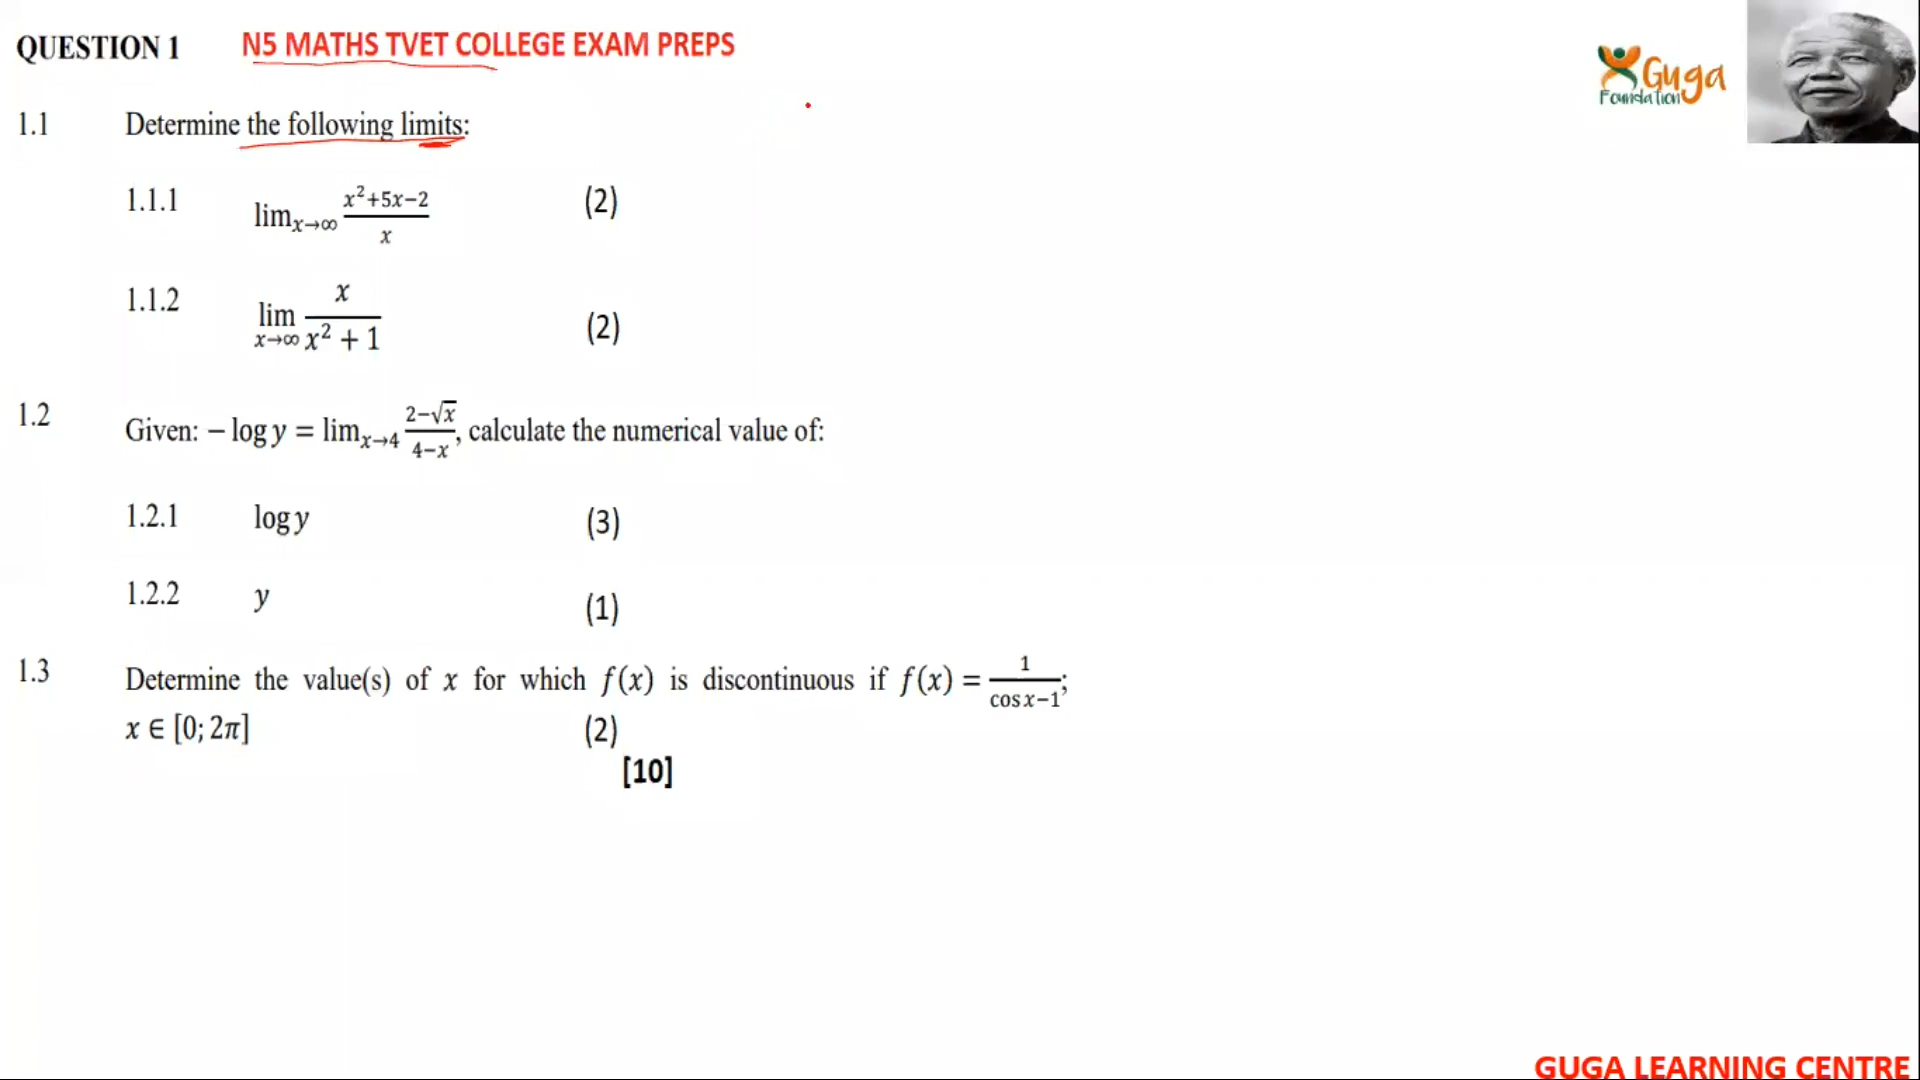 QUESTION 1 N5 MATHS TVET COLLEGE EXAM PREPS
Guga
Foundation
1.1 Determine the following limits:
1.1.1 lim x→∞ (x²+5x−2)/x (2)
1.1.2 lim x→∞ x/(x² + 1) (2)
1.2 Given: − log y = lim x→4 (2−√x)/(4−x), calculate the numerical value of:
1.2.1 log y (3)
1.2.2 y (1)
1.3 Determine the value(s) of x for which f(x) is discontinuous if f(x) = 1/(cos x−1);
x ∈ [0; 2π] (2)
[10]
GUGA LEARNING CENTRE